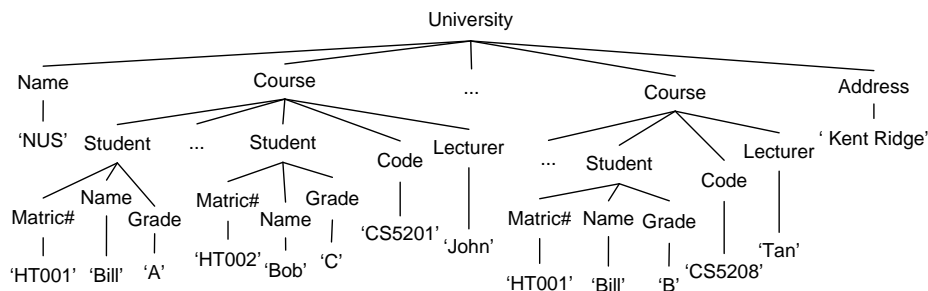 University
Name Course ... Course Address
'NUS' Student ... Student Code Lecturer ... Student Code Lecturer ' Kent Ridge'
Matric# Name Grade Matric# Name Grade 'CS5201' 'John' Matric# Name Grade 'CS5208' 'Tan'
'HT001' 'Bill' 'A' 'HT002' 'Bob' 'C' 'HT001' 'Bill' 'B'